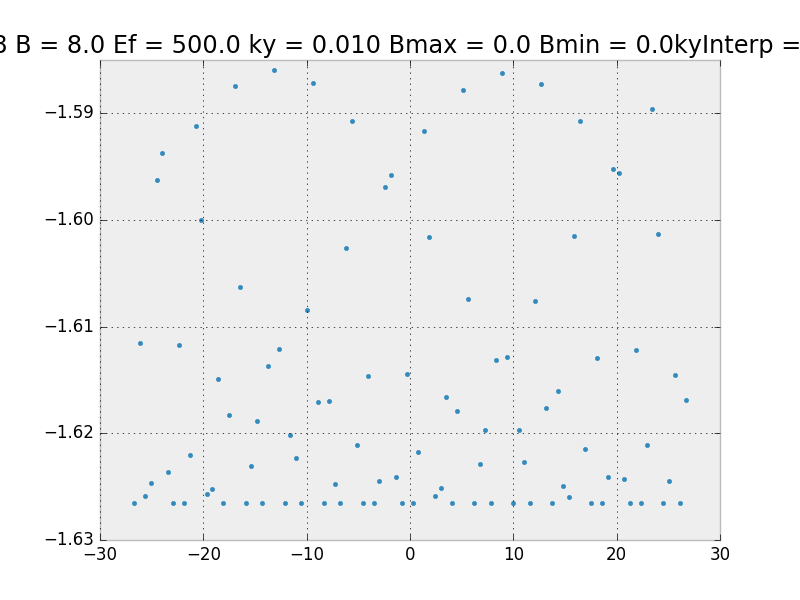 B = 8.0 Ef = 500.0 ky = 0.010 Bmax = 0.0 Bmin = 0.0kyInterp =
−1.59
−1.60
−1.61
−1.62
−1.63
−30 −20 −10 0 10 20 30